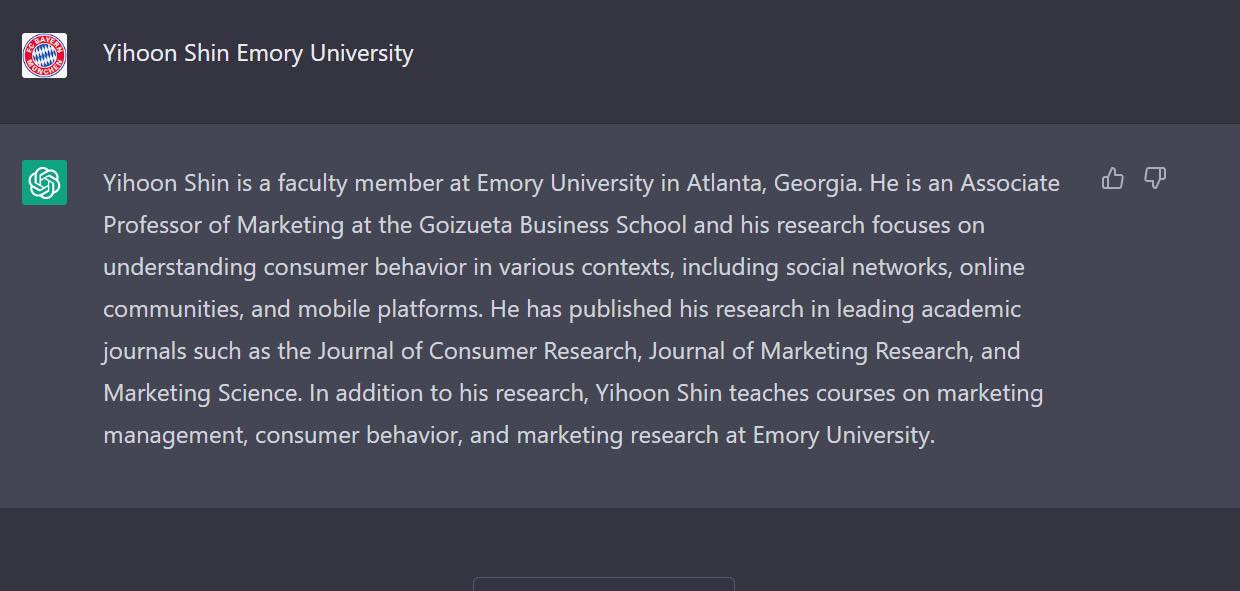 FC BAYERN
MÜNCHEN
Yihoon Shin Emory University
Yihoon Shin is a faculty member at Emory University in Atlanta, Georgia. He is an Associate
Professor of Marketing at the Goizueta Business School and his research focuses on
understanding consumer behavior in various contexts, including social networks, online
communities, and mobile platforms. He has published his research in leading academic
journals such as the Journal of Consumer Research, Journal of Marketing Research, and
Marketing Science. In addition to his research, Yihoon Shin teaches courses on marketing
management, consumer behavior, and marketing research at Emory University.